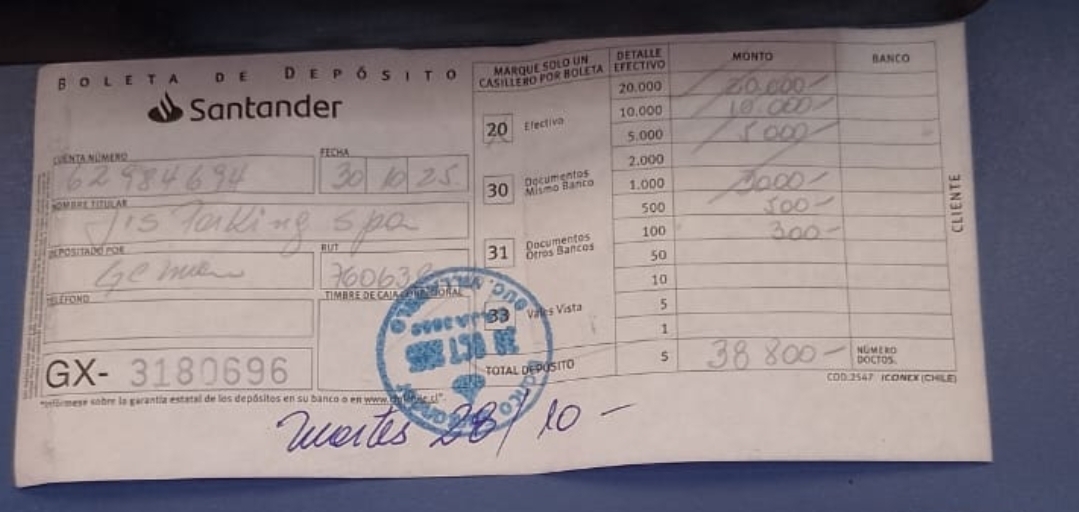 BOLETA DE DEPÓSITO
Santander
CUENTA NÚMERO
62984694
FECHA
30 10 25
NOMBRE TITULAR
Jis Parking spa
DEPOSITADO POR
GC
RUT
760638
TELÉFONO
TIMBRE DE CAJA
GX- 3180696
*Infórmese sobre la garantía estatal de los depósitos en su banco o en www.
MARQUE SOLO UN CASILLERO POR BOLETA
20 Efectivo
30 Documentos Mismo Banco
31 Documentos Otros Bancos
33 Vales Vista
TOTAL DEPÓSITO $ 38 800-
DETALLE EFECTIVO MONTO BANCO
20.000 20.000-
10.000 10.000-
5.000 5.000-
2.000
1.000 3000-
500 500-
100 300-
50
10
5
1
NÚMERO DOCTOS.
COD.2547 ICONEX (CHILE)
CLIENTE
OCT
martes 28/10 -